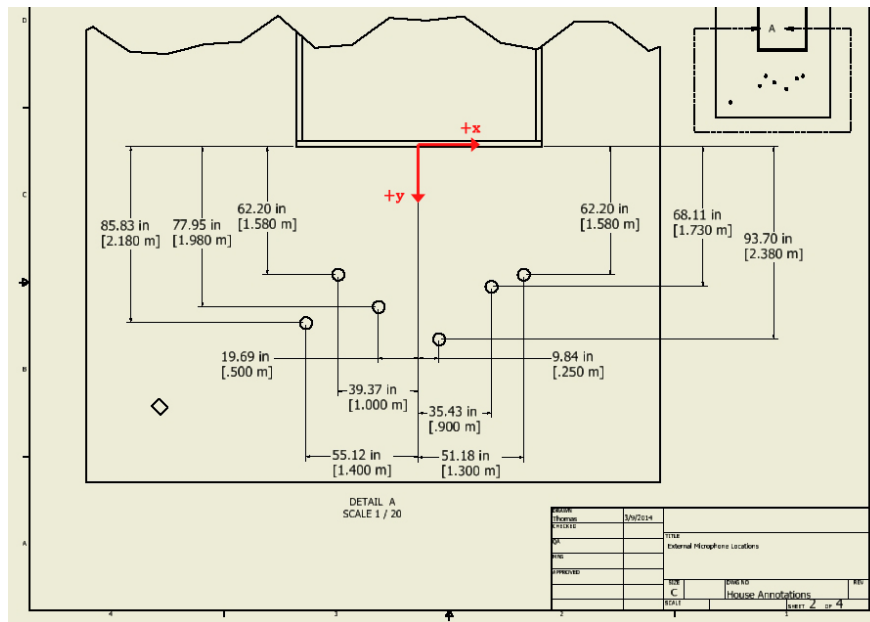 D
A
+x
C
+y
62.20 in
[1.580 m]
62.20 in
[1.580 m]
68.11 in
[1.730 m]
85.83 in
[2.180 m]
77.95 in
[1.980 m]
93.70 in
[2.380 m]
19.69 in
[.500 m]
9.84 in
[.250 m]
B
39.37 in
[1.000 m]
35.43 in
[.900 m]
55.12 in
[1.400 m]
51.18 in
[1.300 m]
DETAIL A
SCALE 1 / 20
DRAWN
Thomas
3/9/2014
CHECKED
QA
MFG
APPROVED
TITLE
External Microphone Locations
A
SIZE
C
DWG NO
House Annotations
REV
SCALE
SHEET 2 OF 4
4
3
2
1